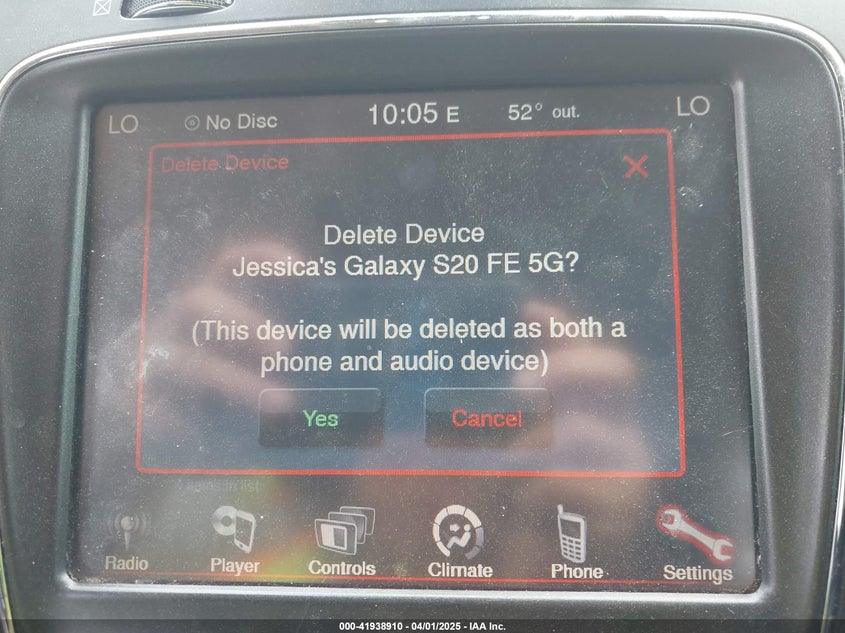 LO No Disc 10:05 E 52° out. LO
Delete Device
Delete Device
Jessica's Galaxy S20 FE 5G?
(This device will be deleted as both a
phone and audio device)
Yes Cancel
Radio Player Controls Climate Phone Settings
000-41938910 - 04/01/2025 - IAA Inc.